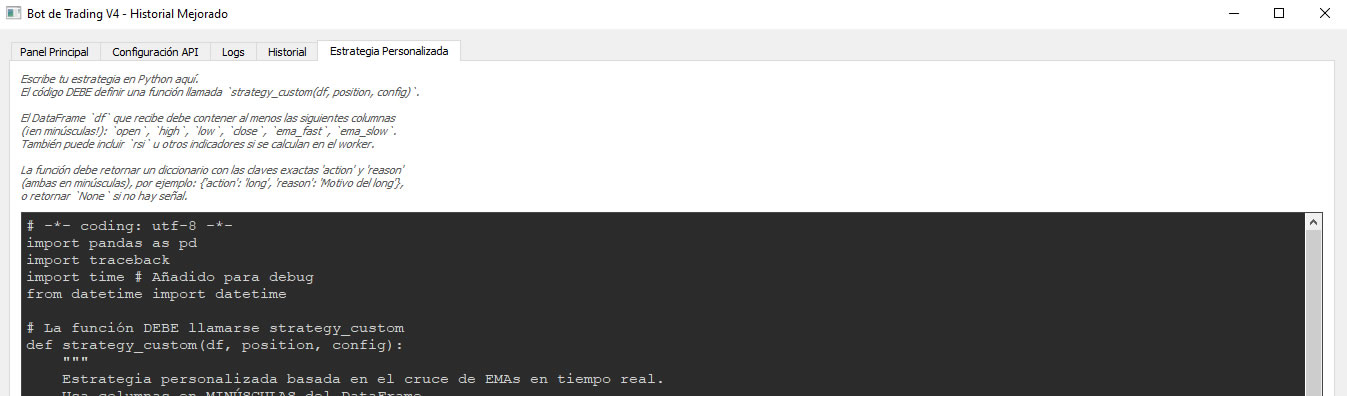 Bot de Trading V4 - Historial Mejorado
Panel Principal Configuración API Logs Historial Estrategia Personalizada
Escribe tu estrategia en Python aquí.
El código DEBE definir una función llamada `strategy_custom(df, position, config)`.
El DataFrame `df` que recibe debe contener al menos las siguientes columnas
(¡en minúsculas!): `open`, `high`, `low`, `close`, `ema_fast`, `ema_slow`.
También puede incluir `rsi` u otros indicadores si se calculan en el worker.
La función debe retornar un diccionario con las claves exactas 'action' y 'reason'
(ambas en minúsculas), por ejemplo: {'action': 'long', 'reason': 'Motivo del long'},
o retornar `None` si no hay señal.
# -*- coding: utf-8 -*-
import pandas as pd
import traceback
import time # Añadido para debug
from datetime import datetime
# La función DEBE llamarse strategy_custom
def strategy_custom(df, position, config):
"""
Estrategia personalizada basada en el cruce de EMAs en tiempo real.
Usa columnas en MINÚSCULAS del DataFrame